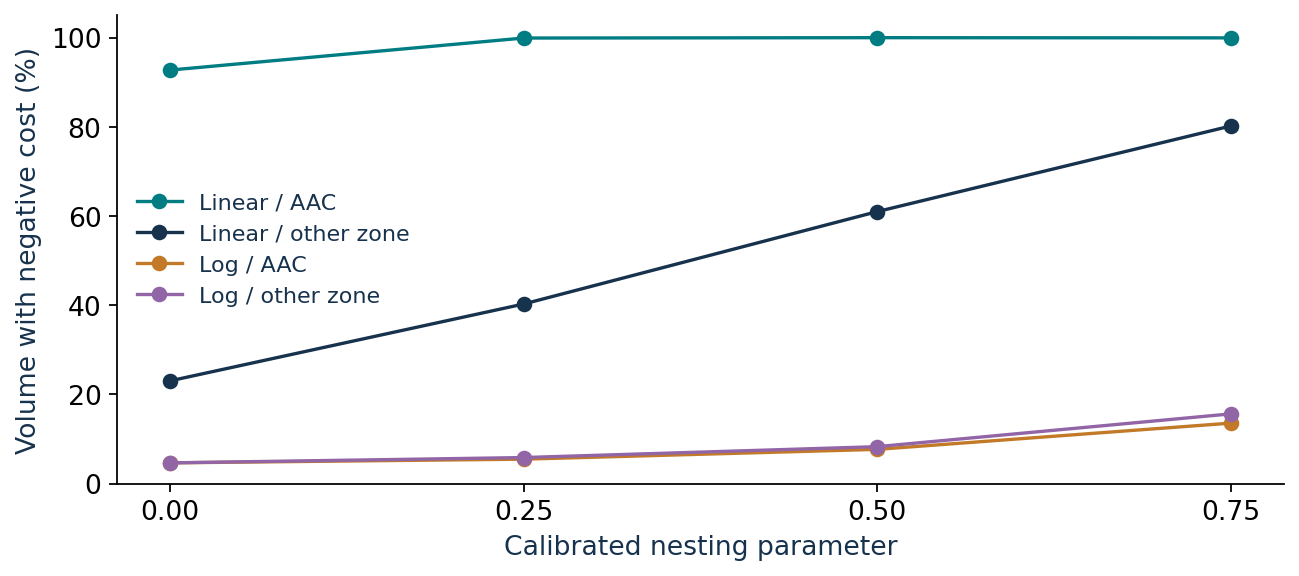 Volume with negative cost (%)
100
80
60
40
20
0
Linear / AAC
Linear / other zone
Log / AAC
Log / other zone
0.00 0.25 0.50 0.75
Calibrated nesting parameter